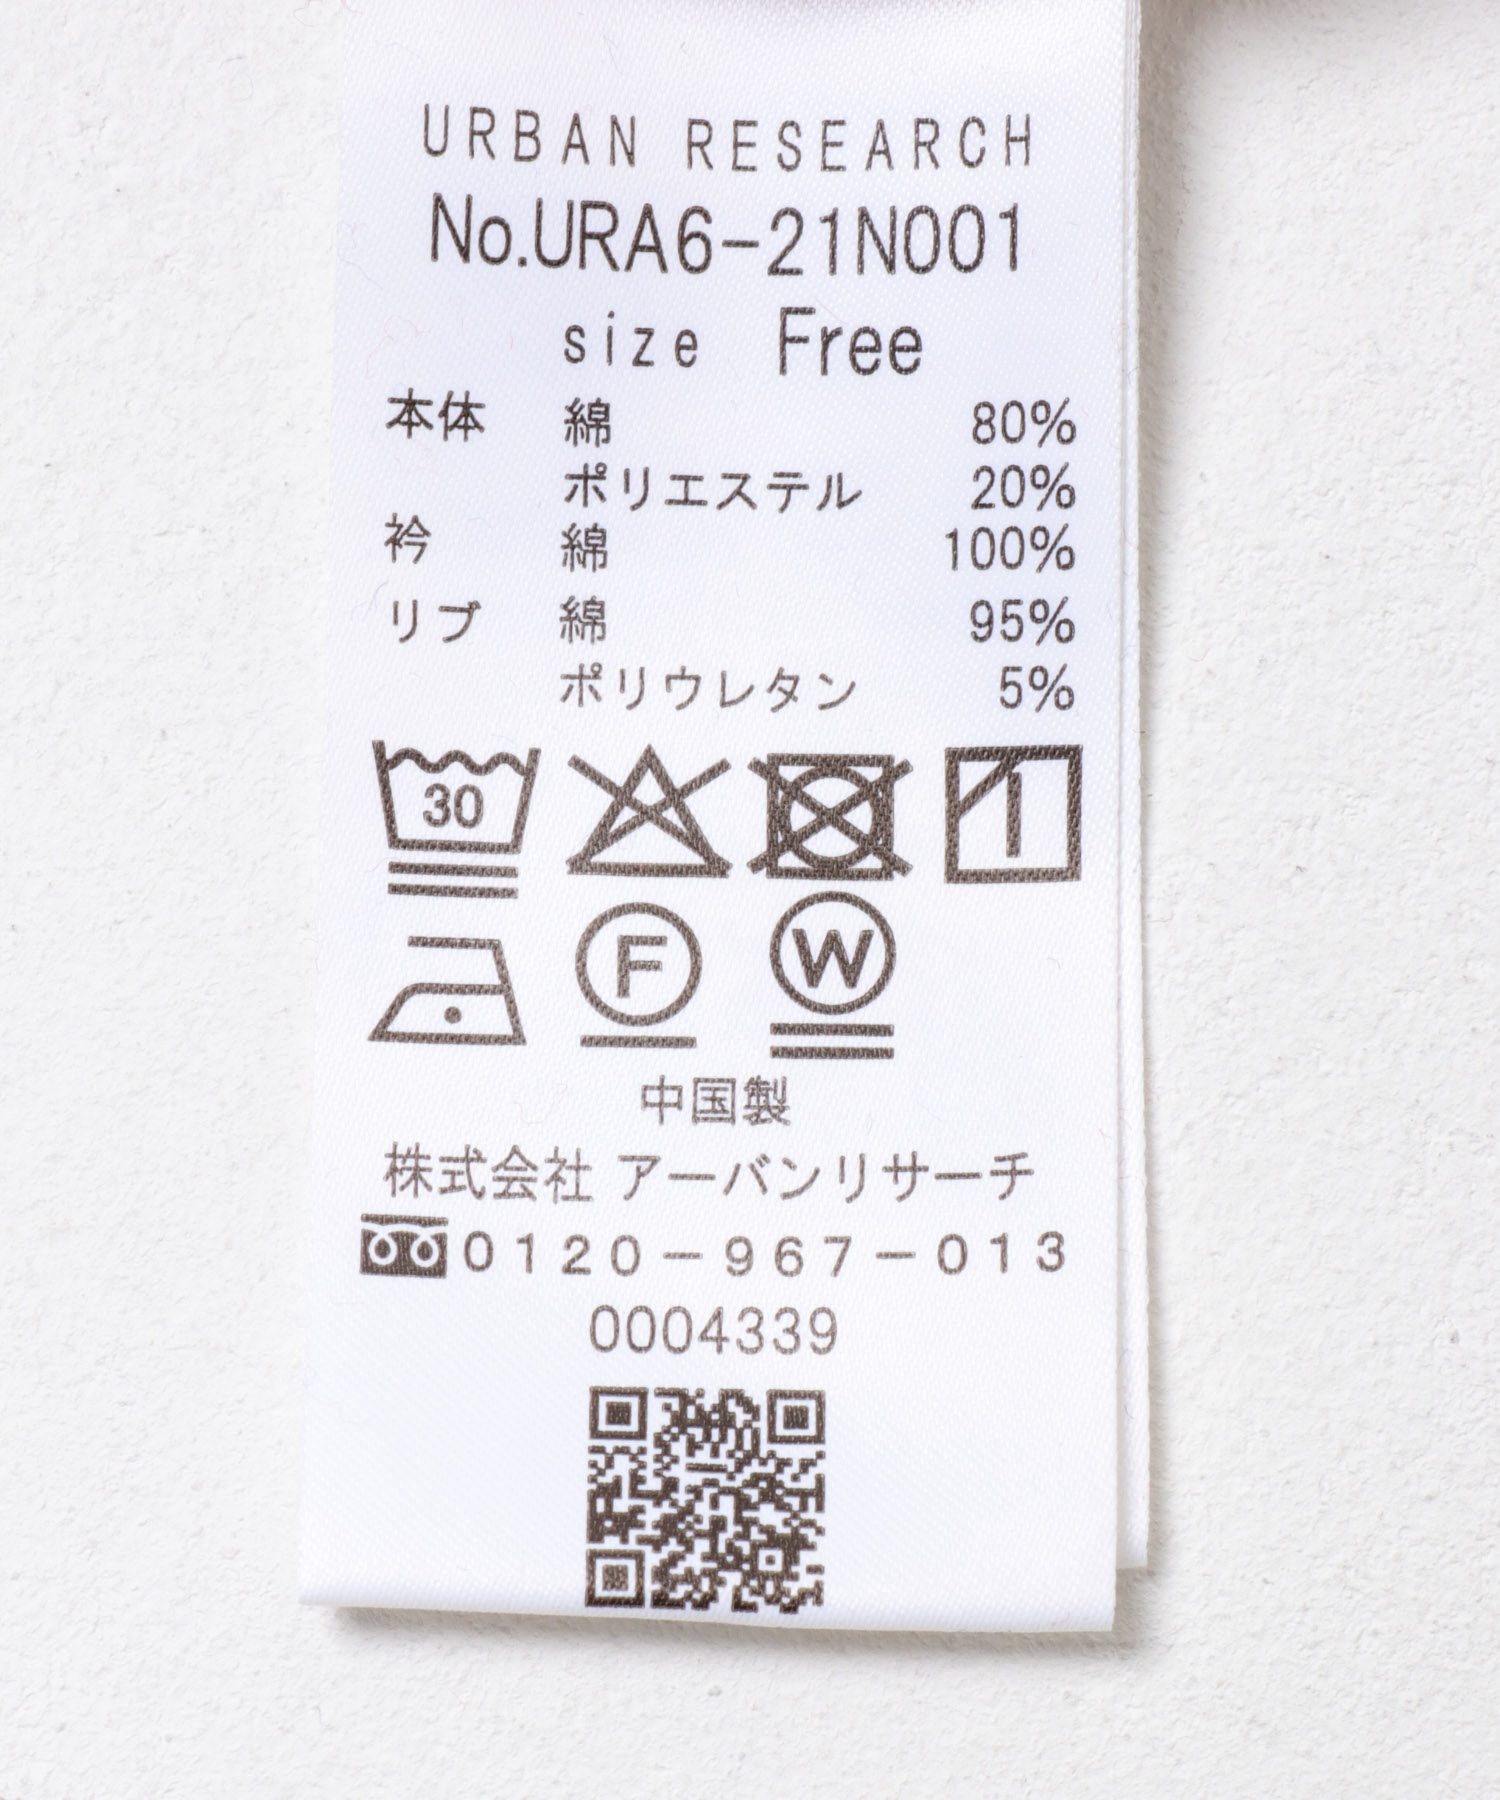 URBAN RESEARCH
No.URA6-21N001
size Free
本体 綿 80%
ポリエステル 20%
衿 綿 100%
リブ 綿 95%
ポリウレタン 5%
30
F W
中国製
株式会社 アーバンリサーチ
0120-967-013
0004339